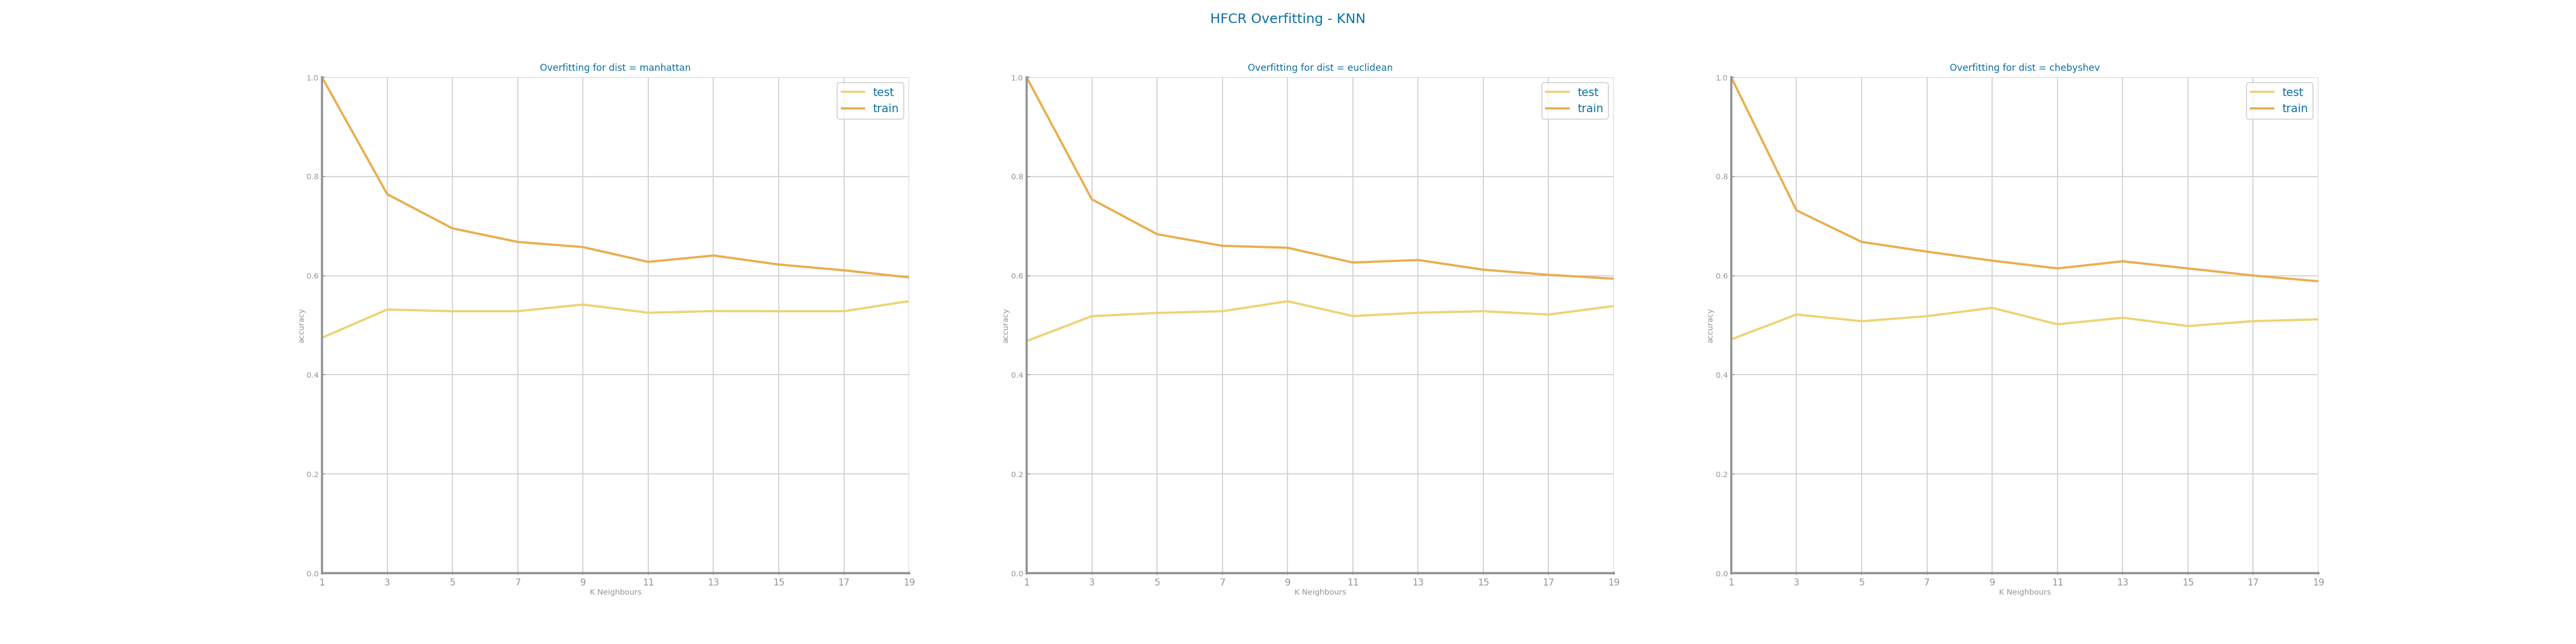 HFCR Overfitting - KNN
Overfitting for dist = manhattan
1.0
0.8
0.6
0.4
0.2
0.0
accuracy
1 3 5 7 9 11 13 15 17 19
K Neighbours
test
train
Overfitting for dist = euclidean
1.0
0.8
0.6
0.4
0.2
0.0
accuracy
1 3 5 7 9 11 13 15 17 19
K Neighbours
test
train
Overfitting for dist = chebyshev
1.0
0.8
0.6
0.4
0.2
0.0
accuracy
1 3 5 7 9 11 13 15 17 19
K Neighbours
test
train